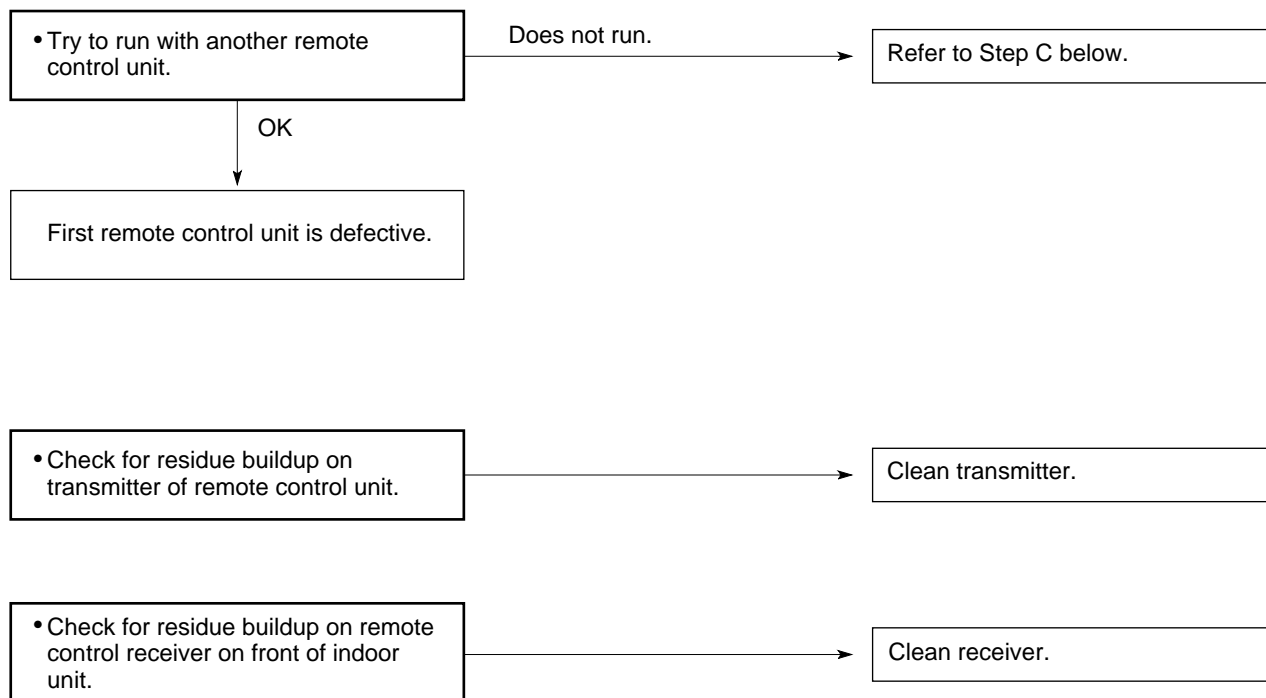 • Try to run with another remote
control unit.
Does not run.
Refer to Step C below.
OK
First remote control unit is defective.
• Check for residue buildup on
transmitter of remote control unit.
Clean transmitter.
• Check for residue buildup on remote
control receiver on front of indoor
unit.
Clean receiver.